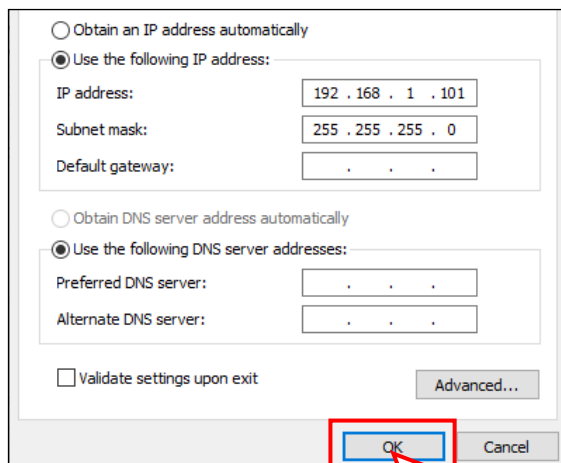 Obtain an IP address automatically
Use the following IP address:
IP address: 192 . 168 . 1 . 101
Subnet mask: 255 . 255 . 255 . 0
Default gateway: . . .
Obtain DNS server address automatically
Use the following DNS server addresses:
Preferred DNS server: . . .
Alternate DNS server: . . .
Validate settings upon exit
Advanced...
OK Cancel